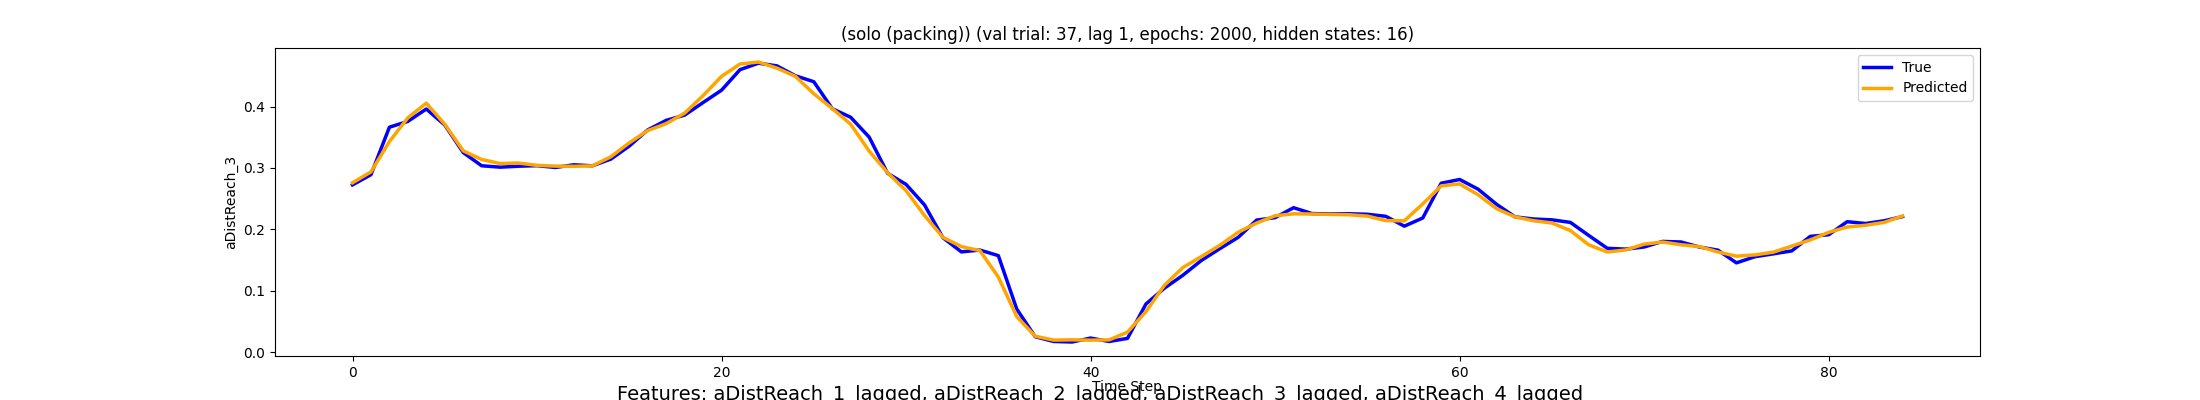 (solo (packing)) (val trial: 37, lag 1, epochs: 2000, hidden states: 16)
True
Predicted
aDistReach_3
0.4
0.3
0.2
0.1
0.0
0 20 40 60 80
Time Step
Features: aDistReach_1_lagged, aDistReach_2_lagged, aDistReach_3_lagged, aDistReach_4_lagged